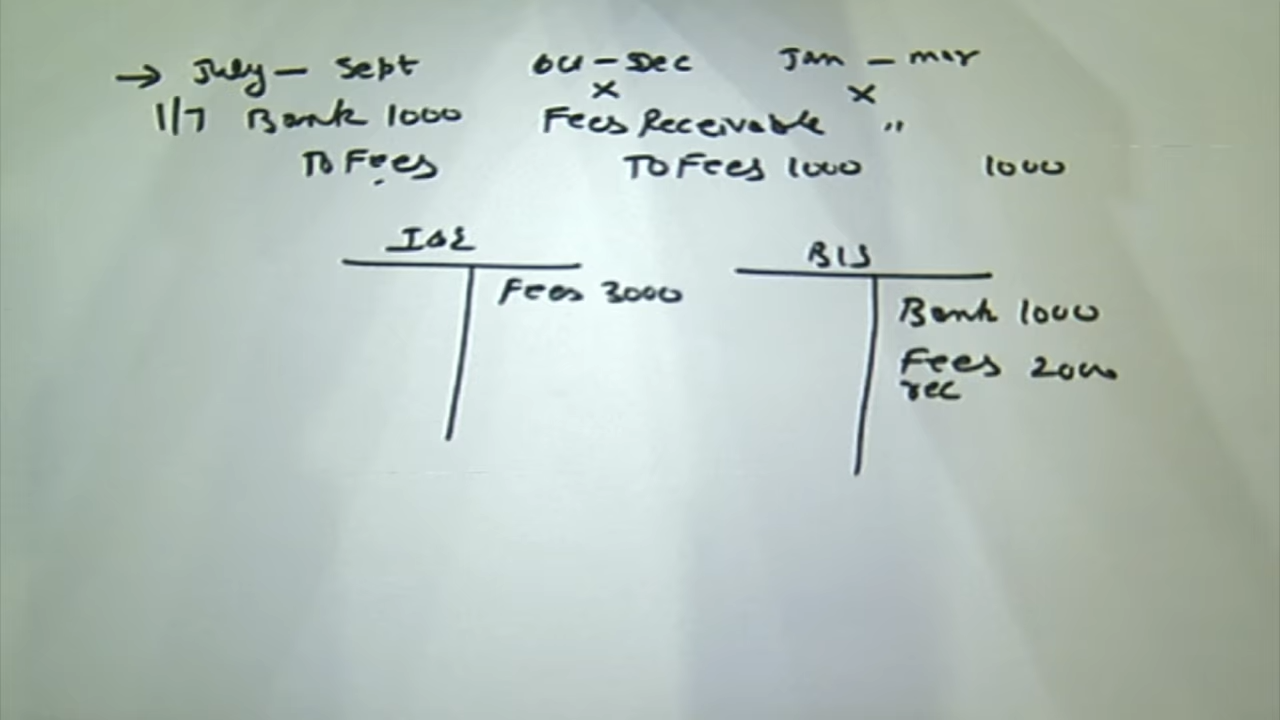 → July - Sept Oct - Dec Jan - mar
x x
1/7 Bank 1000 Fees Receivable "
To Fees To Fees 1000 1000
I&E B/S
Fees 3000 Bank 1000
Fees 2000
rec